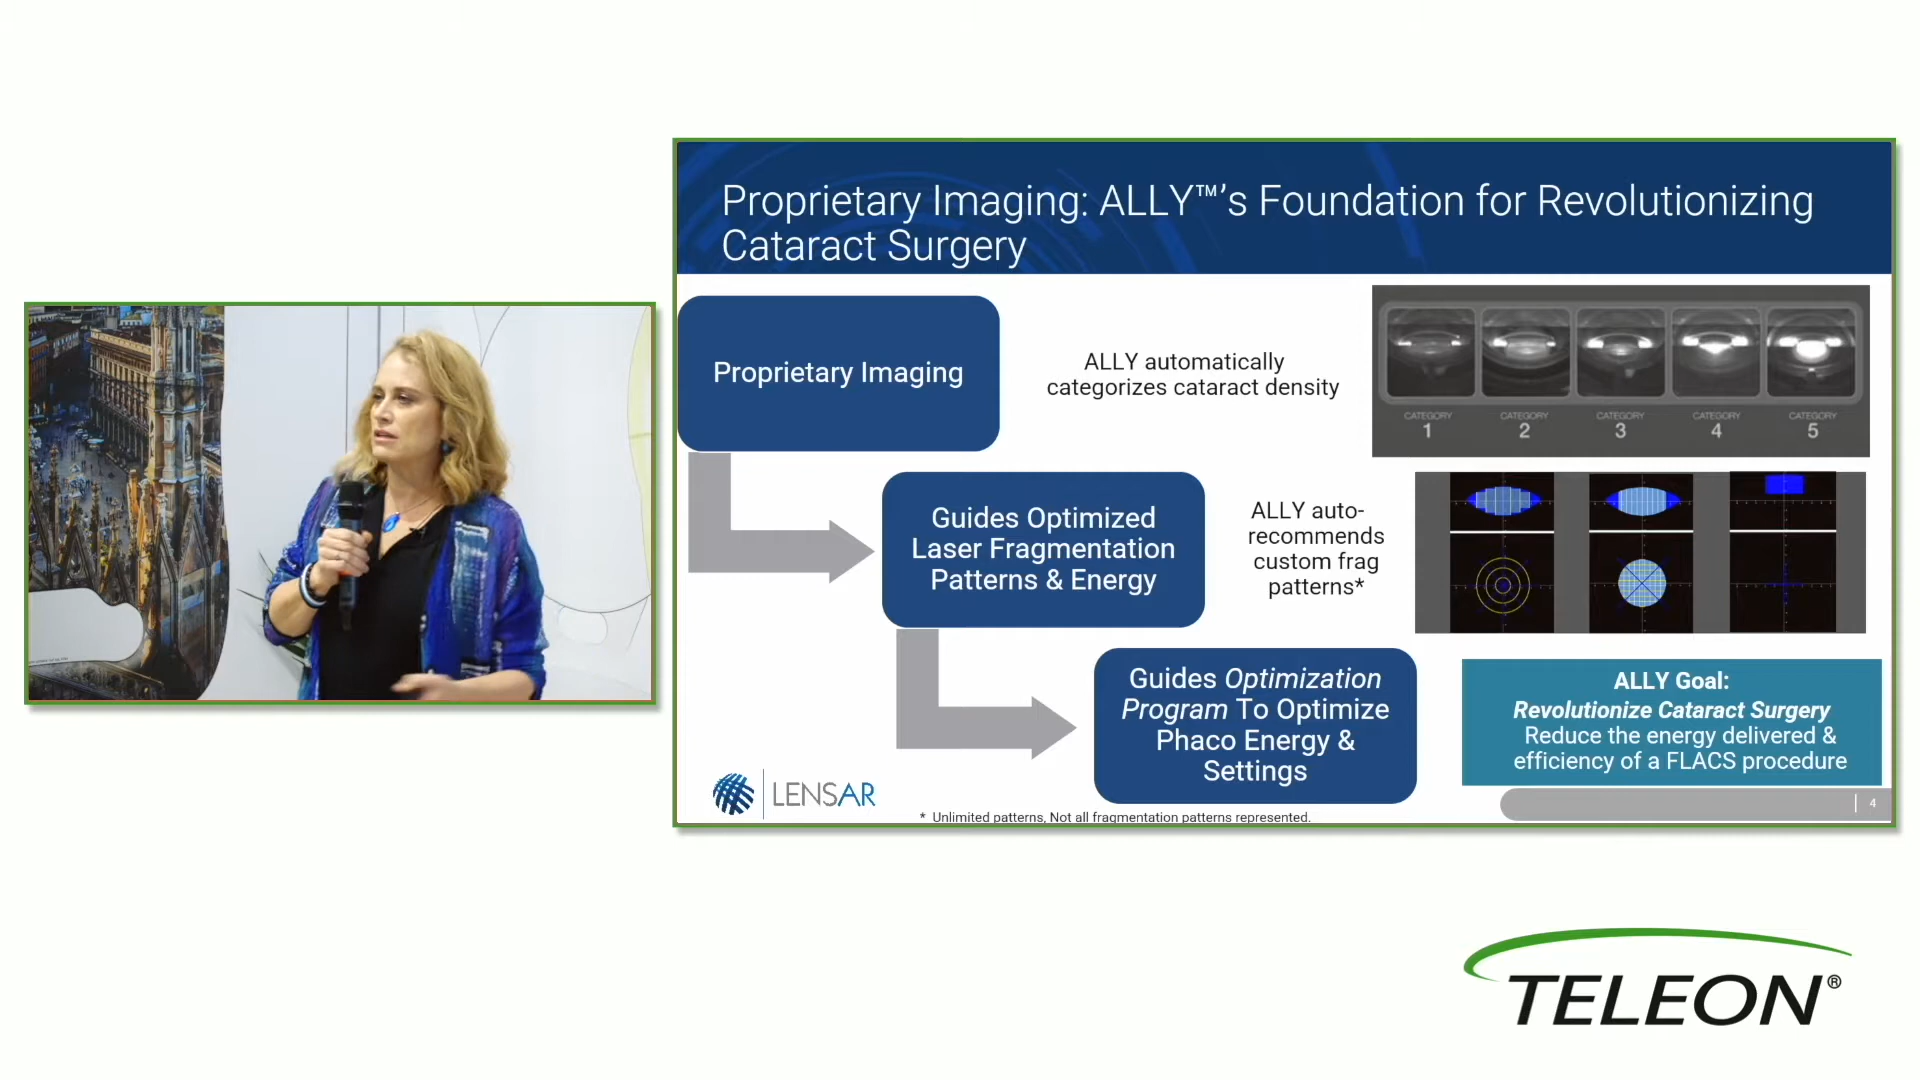 Proprietary Imaging: ALLY™’s Foundation for Revolutionizing
Cataract Surgery
Proprietary Imaging
ALLY automatically
categorizes cataract density
CATEGORY
1
CATEGORY
2
CATEGORY
3
CATEGORY
4
CATEGORY
5
Guides Optimized
Laser Fragmentation
Patterns & Energy
ALLY auto-
recommends
custom frag
patterns*
Guides Optimization
Program To Optimize
Phaco Energy &
Settings
ALLY Goal:
Revolutionize Cataract Surgery
Reduce the energy delivered &
efficiency of a FLACS procedure
LENSAR
* Unlimited patterns, Not all fragmentation patterns represented.
4
TELEON®